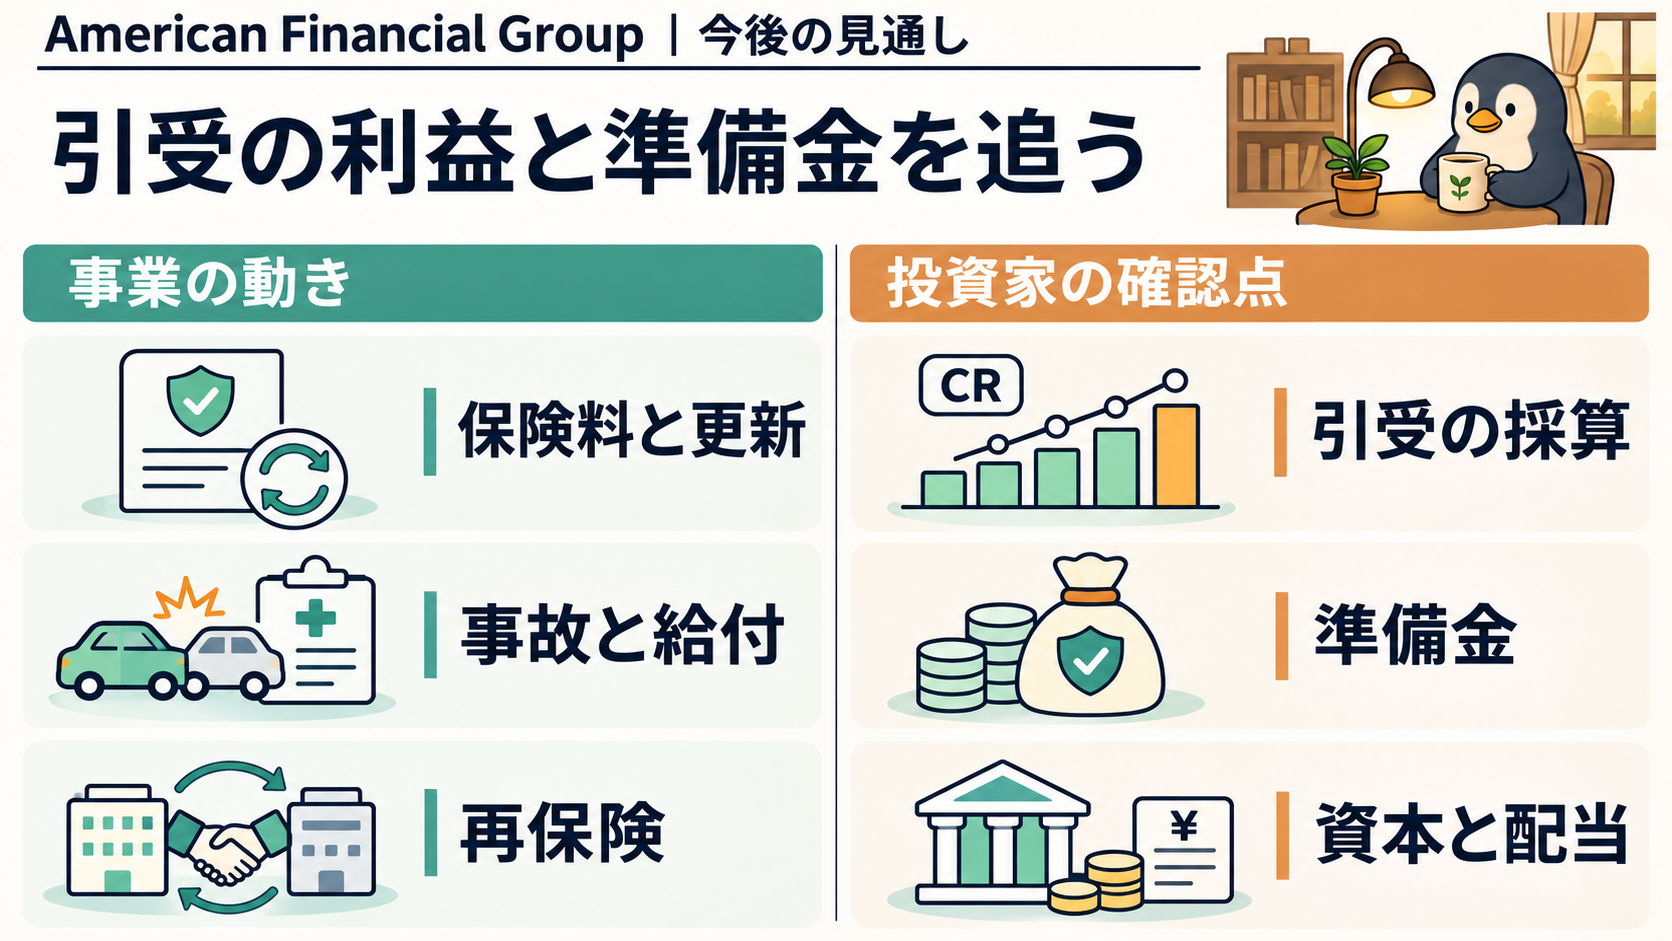 American Financial Group | 今後の見通し
引受の利益と準備金を追う
事業の動き
保険料と更新
事故と給付
再保険
投資家の確認点
CR
引受の採算
準備金
¥
資本と配当